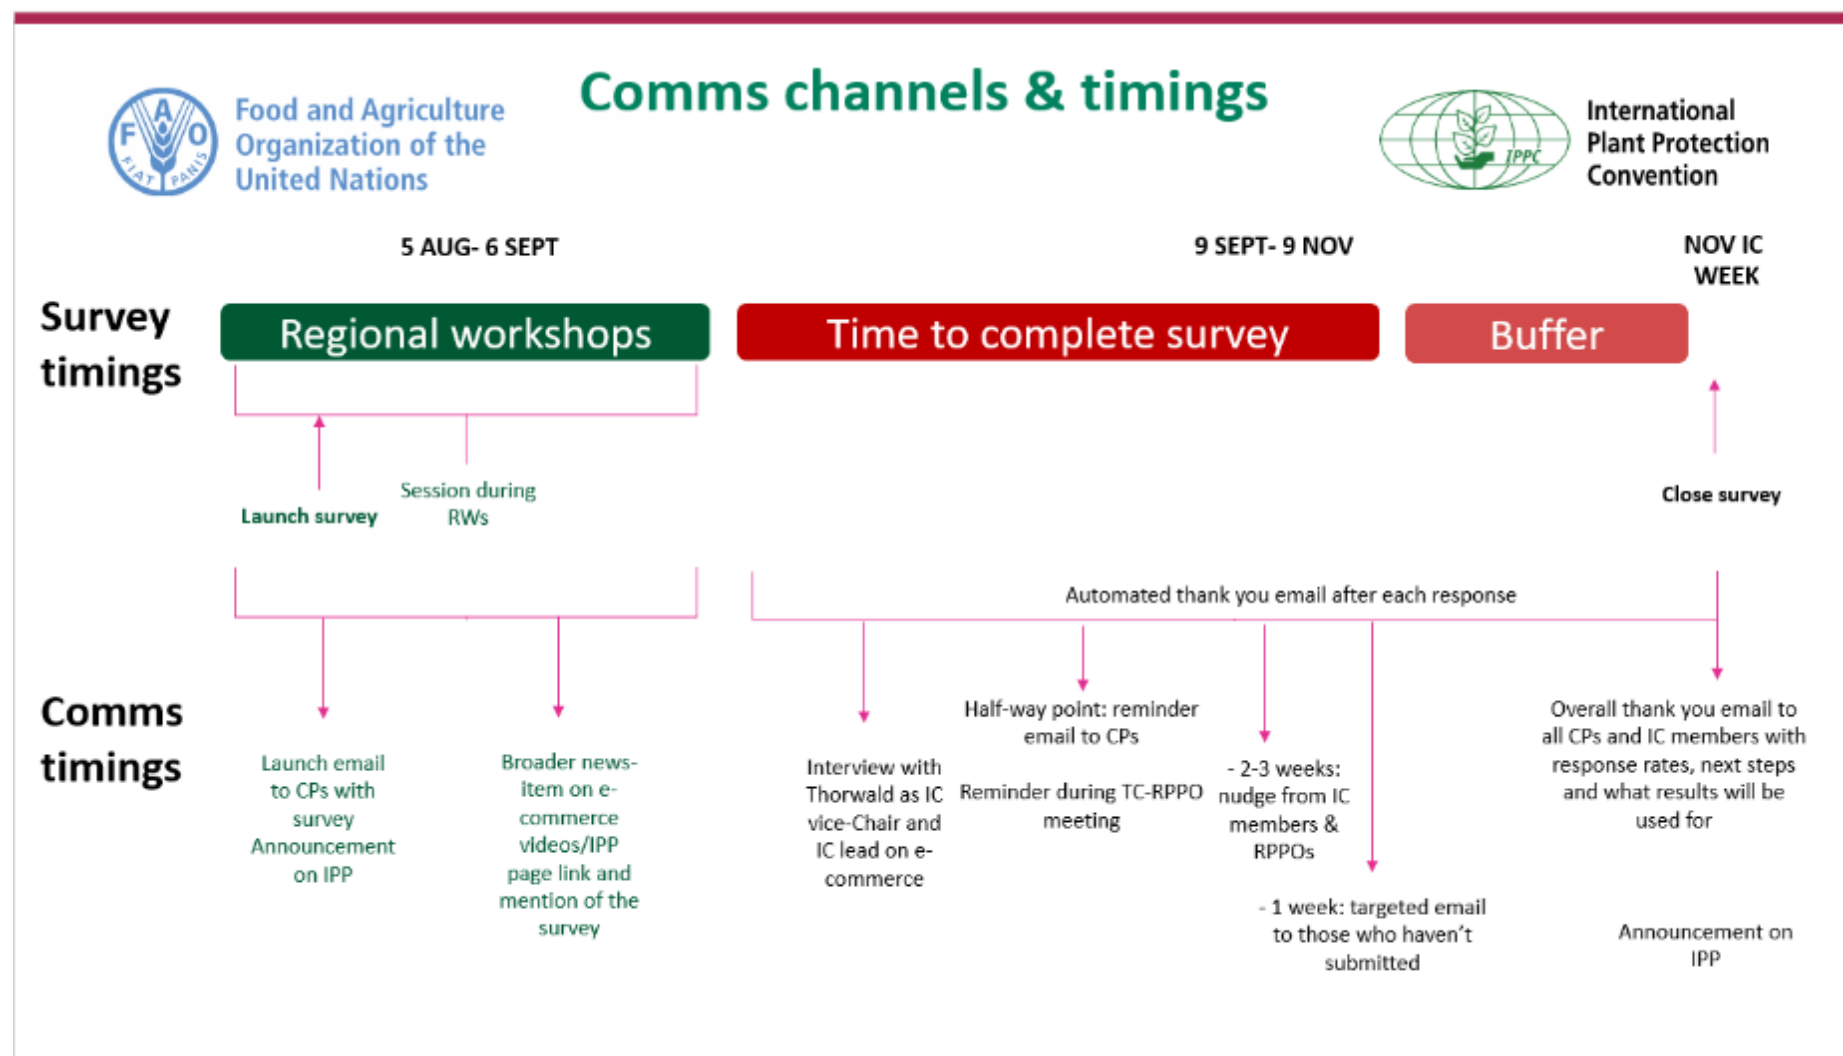 Comms channels & timings
FAO
FIAT PANIS
Food and Agriculture
Organization of the
United Nations
IPPC
International
Plant Protection
Convention
5 AUG- 6 SEPT
9 SEPT- 9 NOV
NOV IC
WEEK
Survey
timings
Regional workshops
Time to complete survey
Buffer
Launch survey
Session during
RWs
Close survey
Automated thank you email after each response
Comms
timings
Launch email
to CPs with
survey
Announcement
on IPP
Broader news-
item on e-
commerce
videos/IPP
page link and
mention of the
survey
Interview with
Thorwald as IC
vice-Chair and
IC lead on e-
commerce
Half-way point: reminder
email to CPs
Reminder during TC-RPPO
meeting
- 2-3 weeks:
nudge from IC
members &
RPPOs
- 1 week: targeted email
to those who haven't
submitted
Overall thank you email to
all CPs and IC members with
response rates, next steps
and what results will be
used for
Announcement on
IPP